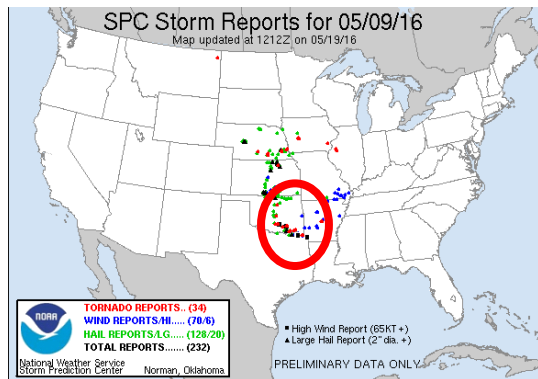 SPC Storm Reports for 05/09/16
Map updated at 1212Z on 05/19/16
TORNADO REPORTS.. (34)
WIND REPORTS/HI..... (70/6)
HAIL REPORTS/LG..... (128/20)
TOTAL REPORTS....... (232)
NOAA
National Weather Service
Storm Prediction Center Norman, Oklahoma.
High Wind Report (65KT +)
Large Hail Report (2" dia. +)
PRELIMINARY DATA ONLY